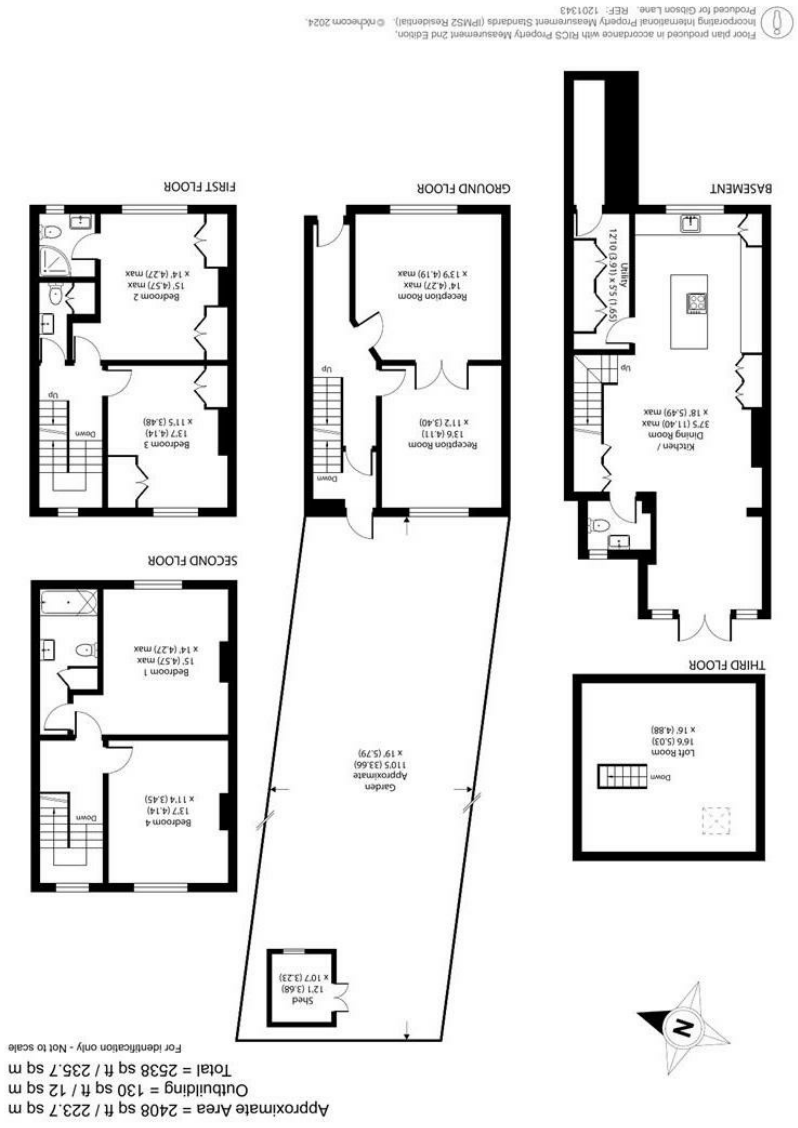 Approximate Area = 2408 sq ft / 223.7 sq m
Outbuilding = 130 sq ft / 12 sq m
Total = 2538 sq ft / 235.7 sq m
For identification only - Not to scale
N
Shed
12'1 (3.68)
x 10'7 (3.23)
Garden
110'5 (33.66)
Approximate
x 19' (5.79)
Down
Loft Room
16'6 (5.03)
x 16' (4.88)
THIRD FLOOR
Down
Bedroom 4
13'7 (4.14)
x 11'4 (3.45)
Bedroom 1
15' (4.57) max
x 14' (4.27) max
SECOND FLOOR
Kitchen /
Dining Room
37'5 (11.40) max
x 18' (5.49) max
Up
Utility
12'10 (3.91) x 5'5 (1.65)
BASEMENT
Down
Up
Reception Room
13'6 (4.11)
x 11'2 (3.40)
Reception Room
14' (4.27) max
x 13'9 (4.19) max
GROUND FLOOR
Down
Up
Bedroom 3
13'7 (4.14)
x 11'5 (3.48)
Bedroom 2
15' (4.57) max
x 14' (4.27) max
FIRST FLOOR
Floor plan produced in accordance with RICS Property Measurement 2nd Edition,
Incorporating International Property Measurement Standards (IPMS2 Residential). © nichecom 2024.
Produced for Gibson Lane. REF: 1201343